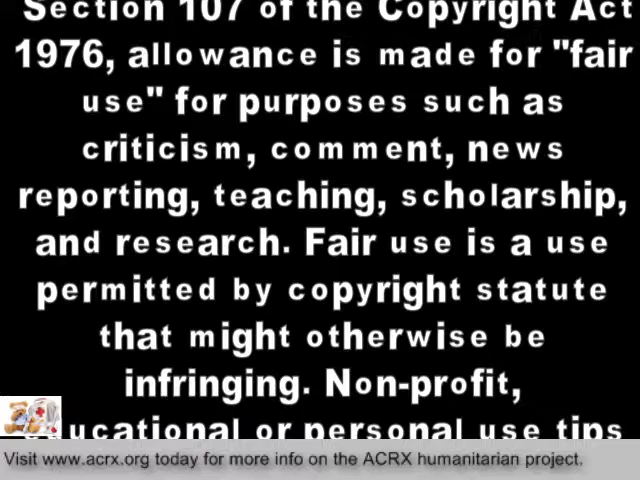 Section 107 of the Copyright Act
1976, allowance is made for "fair
use" for purposes such as
criticism, comment, news
reporting, teaching, scholarship,
and research. Fair use is a use
permitted by copyright statute
that might otherwise be
infringing. Non-profit,
educational or personal use tips
Visit www.acrx.org today for more info on the ACRX humanitarian project.